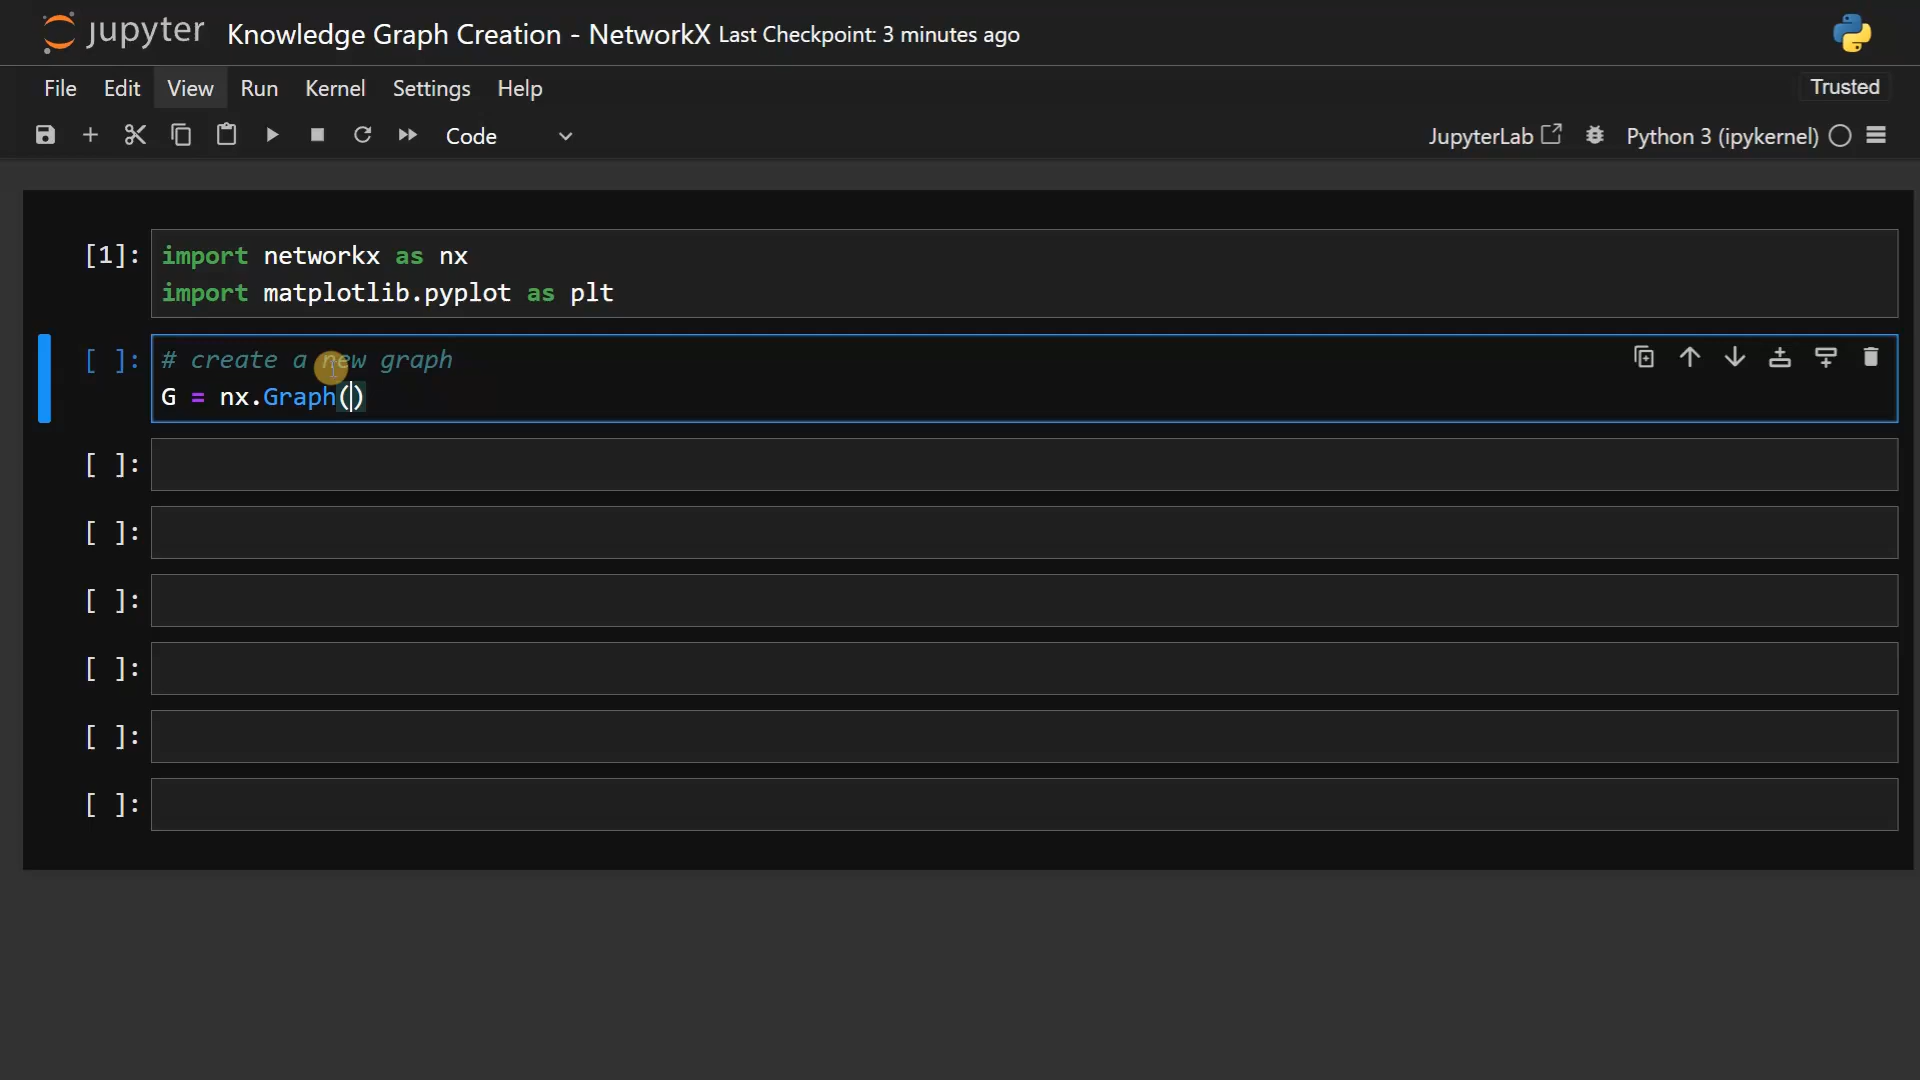 jupyter Knowledge Graph Creation - NetworkX Last Checkpoint: 3 minutes ago
File Edit View Run Kernel Settings Help Trusted
Code JupyterLab Python 3 (ipykernel)
[1]: import networkx as nx
import matplotlib.pyplot as plt
[ ]: # create a new graph
G = nx.Graph()
[ ]:
[ ]:
[ ]:
[ ]:
[ ]:
[ ]: